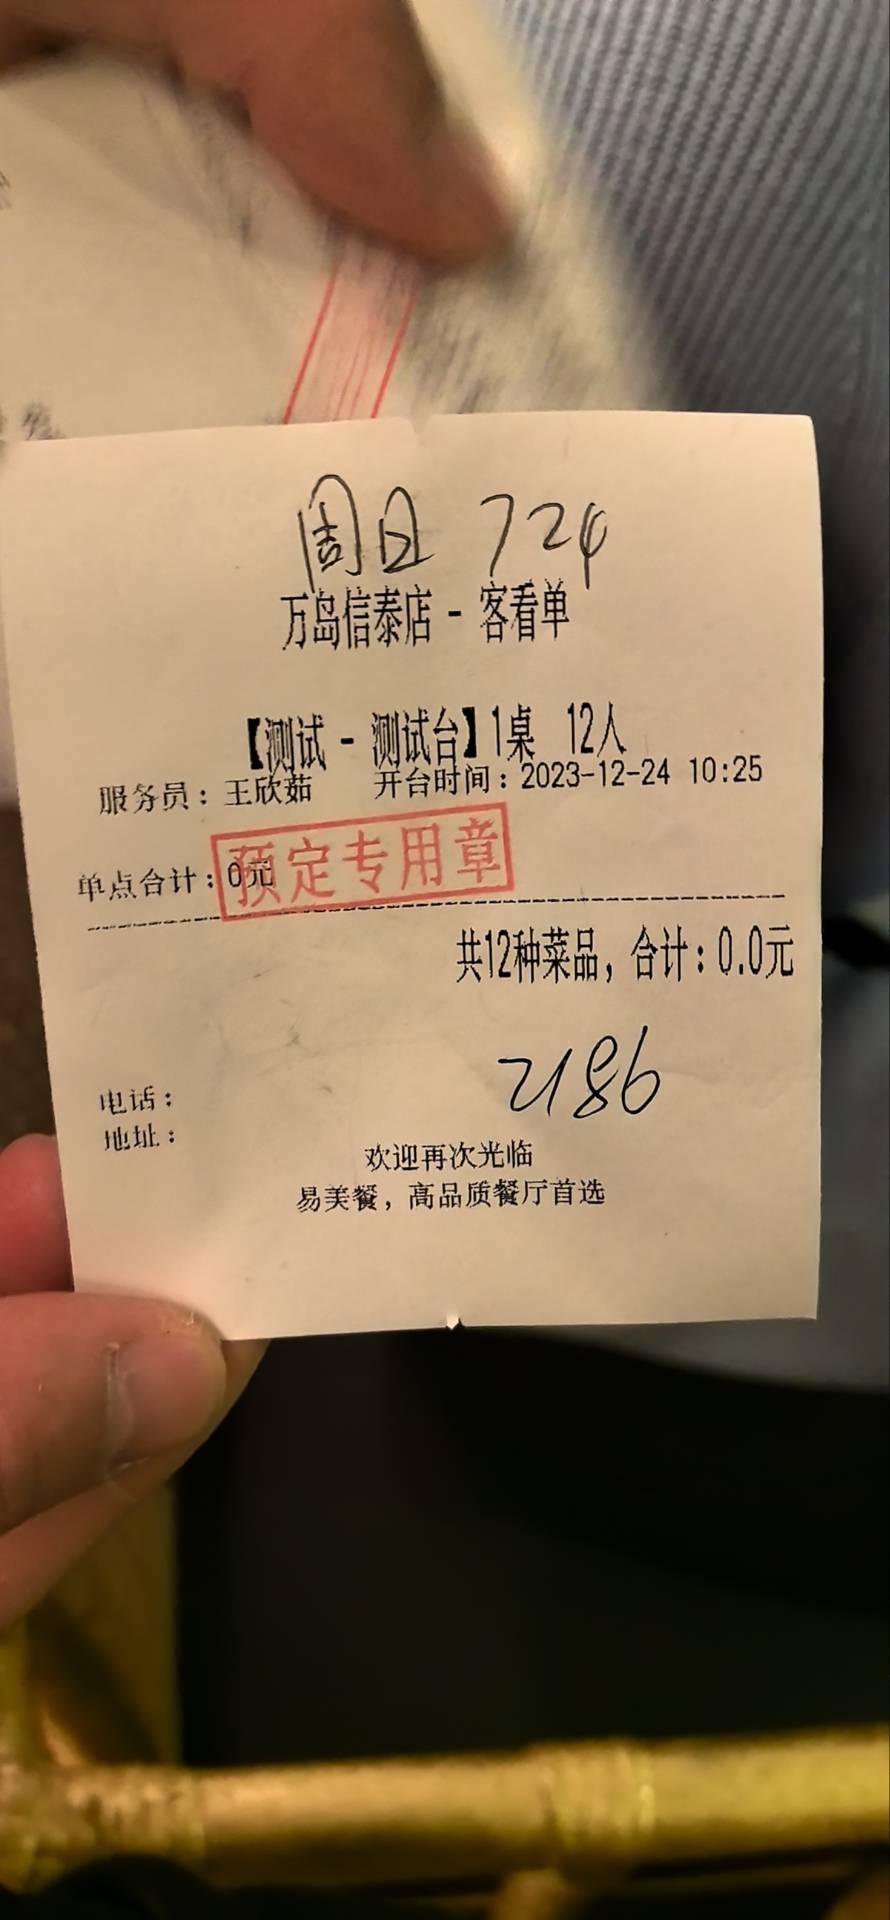 周日 724
万岛信泰店 - 客看单
【测试 - 测试台】1桌 12人
服务员：王欣茹 开台时间：2023-12-24 10:25
单点合计：0元
预定专用章
共12种菜品，合计：0.0元
2186
电话：
地址：
欢迎再次光临
易美餐，高品质餐厅首选